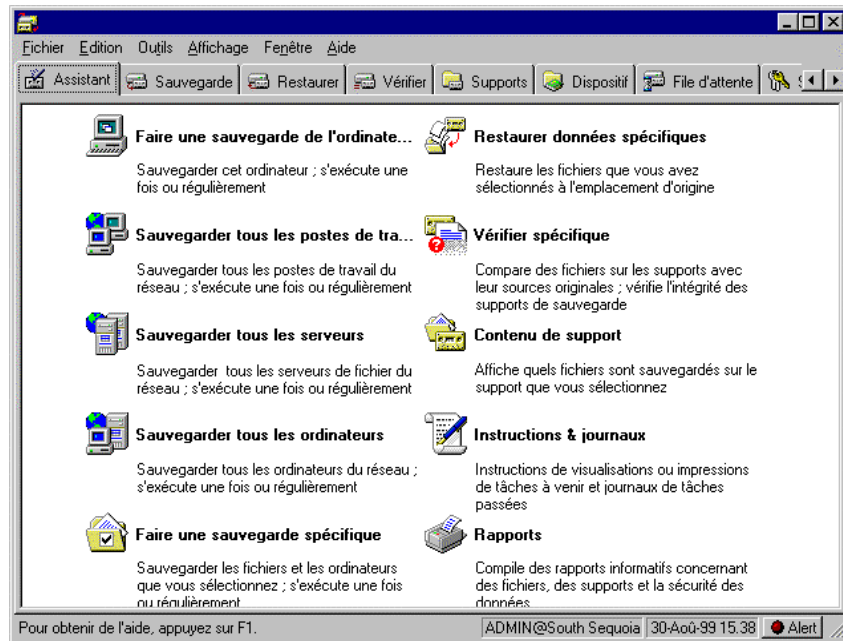 Fichier Edition Outils Affichage Fenêtre Aide
Assistant Sauvegarde Restaurer Vérifier Supports Dispositif File d'attente
Faire une sauvegarde de l'ordinate...
Sauvegarder cet ordinateur ; s'exécute une
fois ou régulièrement
Sauvegarder tous les postes de tra...
Sauvegarder tous les postes de travail du
réseau ; s'exécute une fois ou régulièrement
Sauvegarder tous les serveurs
Sauvegarder tous les serveurs de fichier du
réseau ; s'exécute une fois ou régulièrement
Sauvegarder tous les ordinateurs
Sauvegarder tous les ordinateurs du réseau ;
s'exécute une fois ou régulièrement
Faire une sauvegarde spécifique
Sauvegarder les fichiers et les ordinateurs
que vous sélectionnez ; s'exécute une fois
ou régulièrement
Restaurer données spécifiques
Restaure les fichiers que vous avez
sélectionnés à l'emplacement d'origine
Vérifier spécifique
Compare des fichiers sur les supports avec
leur sources originales ; vérifie l'intégrité des
supports de sauvegarde
Contenu de support
Affiche quels fichiers sont sauvegardés sur le
support que vous sélectionnez
Instructions & journaux
Instructions de visualisations ou impressions
de tâches à venir et journaux de tâches
passées
Rapports
Compile des rapports informatifs concernant
des fichiers, des supports et la sécurité des
données
Pour obtenir de l'aide, appuyez sur F1. ADMIN@South Sequoia 30-Aoû-99 15.38 Alert